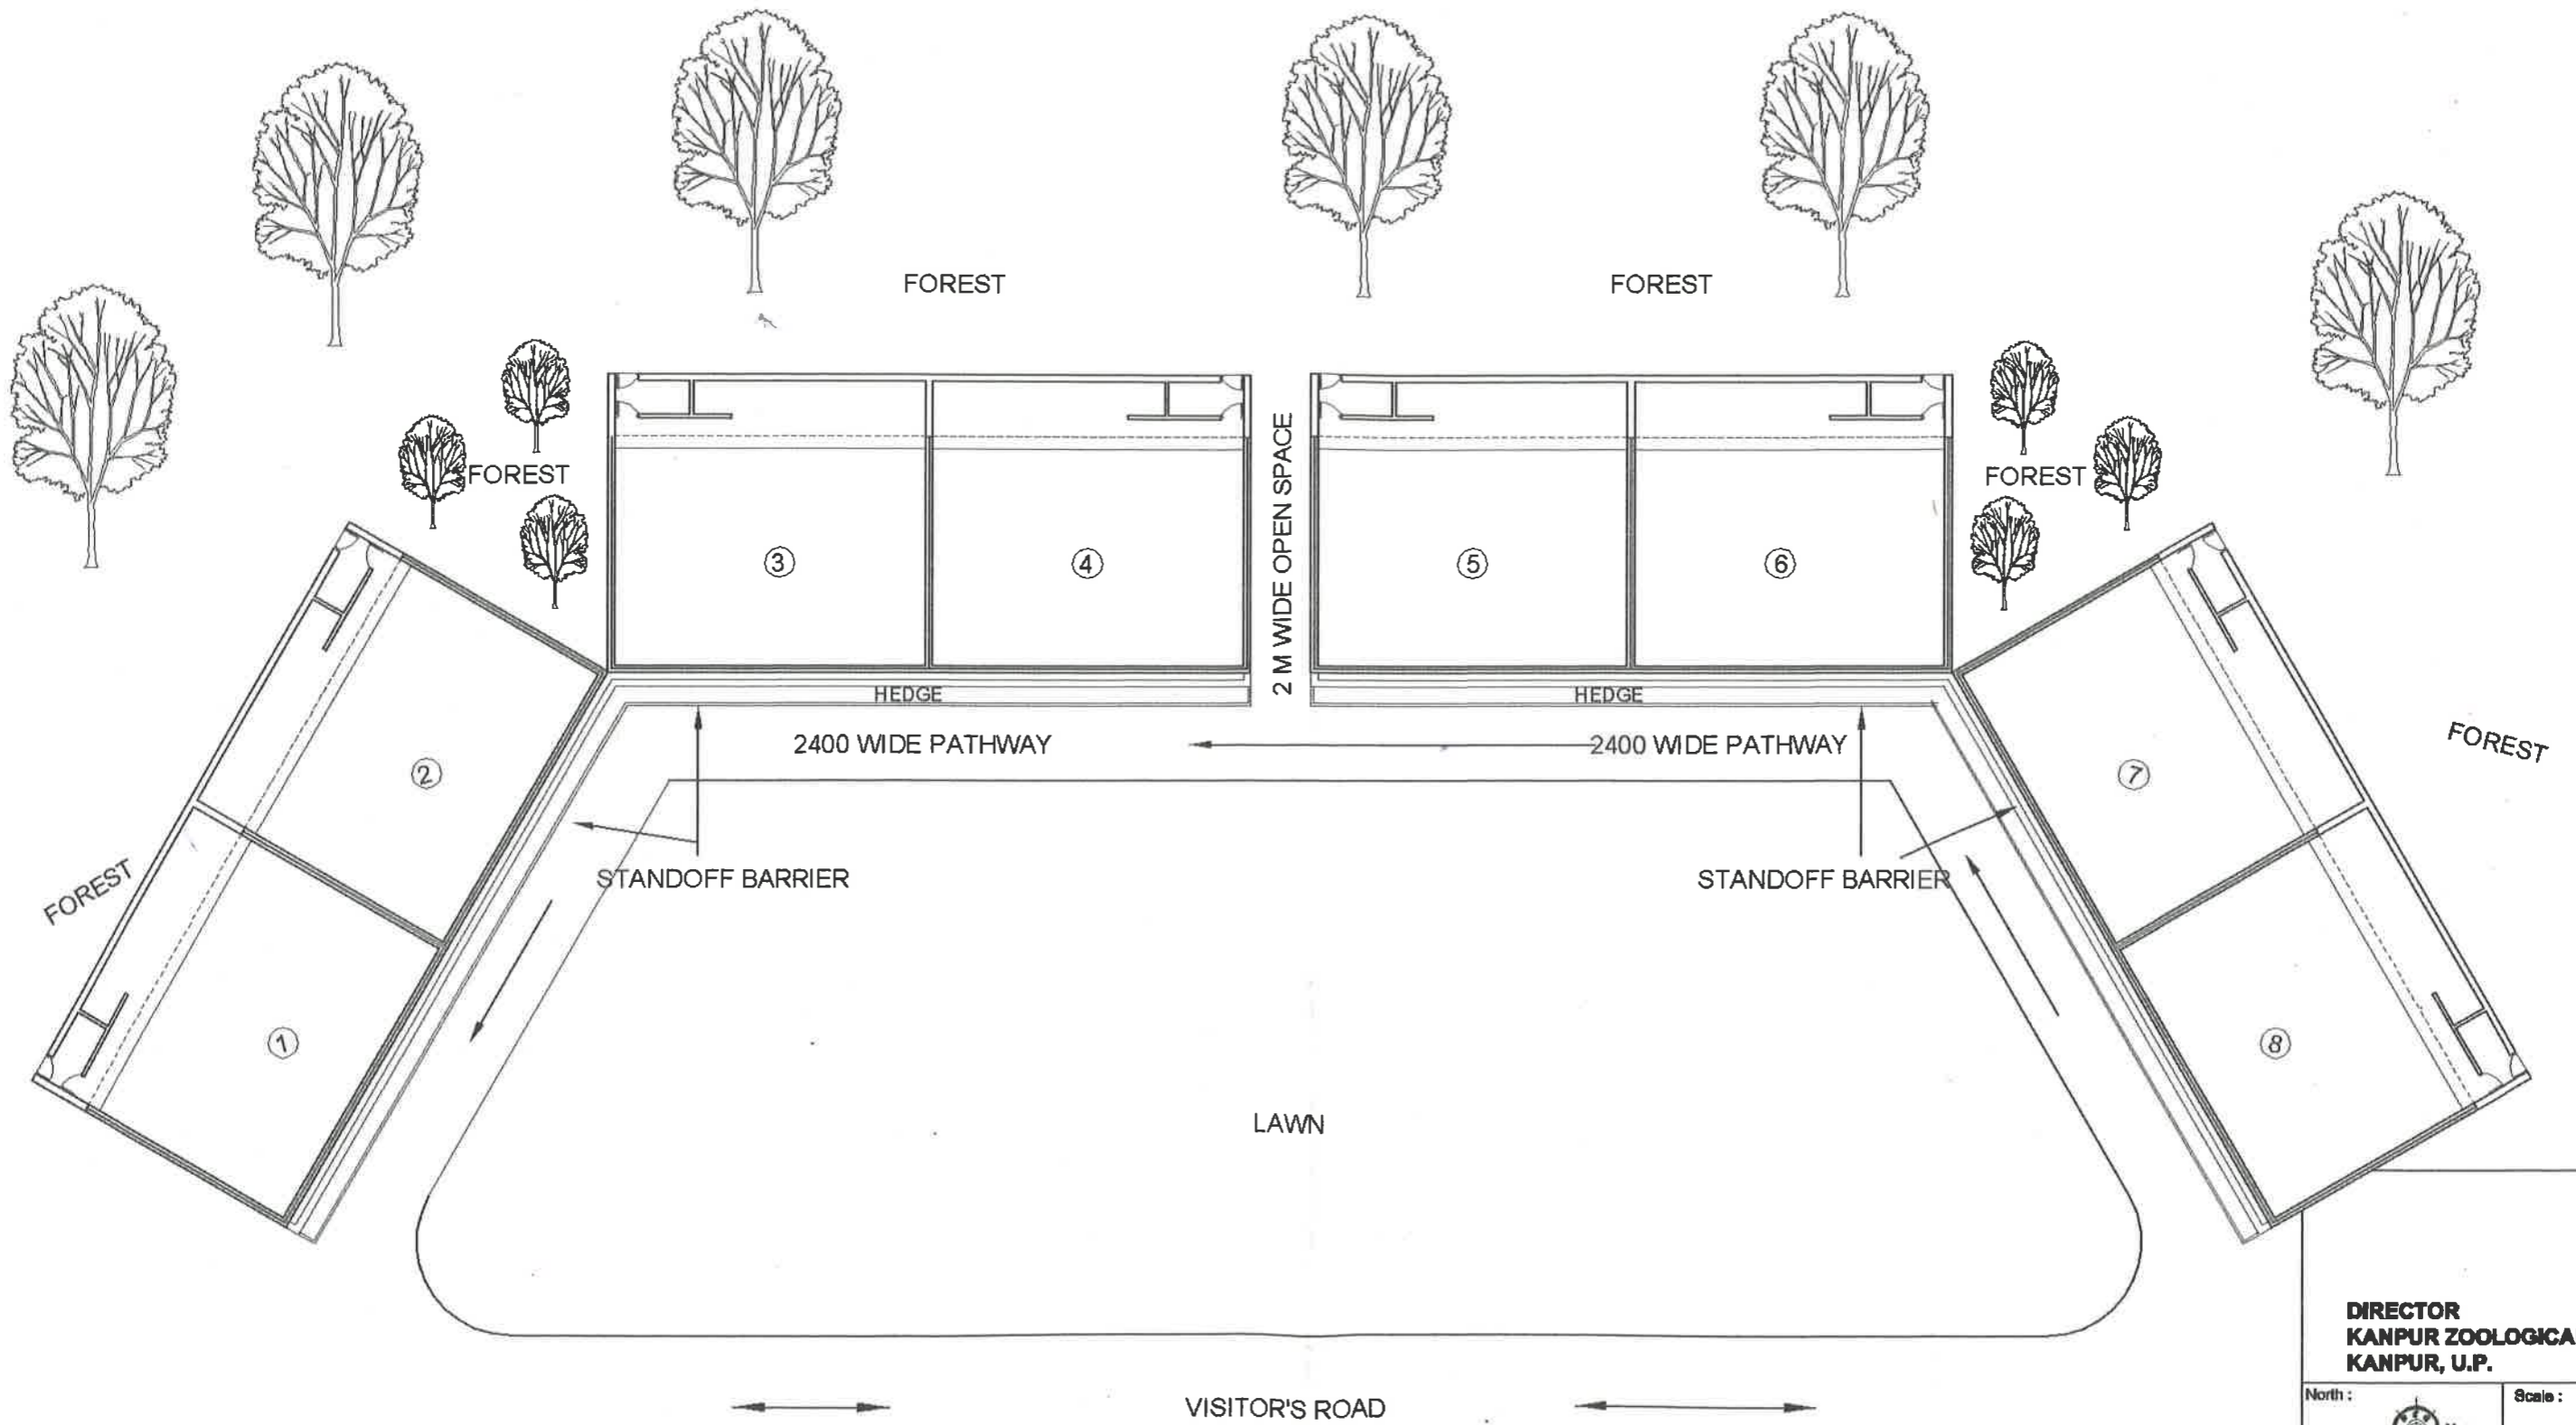 FOREST
FOREST
FOREST
2 M WIDE OPEN SPACE
FOREST
3
4
5
6
HEDGE
HEDGE
2400 WIDE PATHWAY
2400 WIDE PATHWAY
FOREST
2
7
STANDOFF BARRIER
STANDOFF BARRIER
FOREST
1
8
LAWN
DIRECTOR
KANPUR ZOOLOGICA
KANPUR, U.P.
North :
Scale :
VISITOR'S ROAD